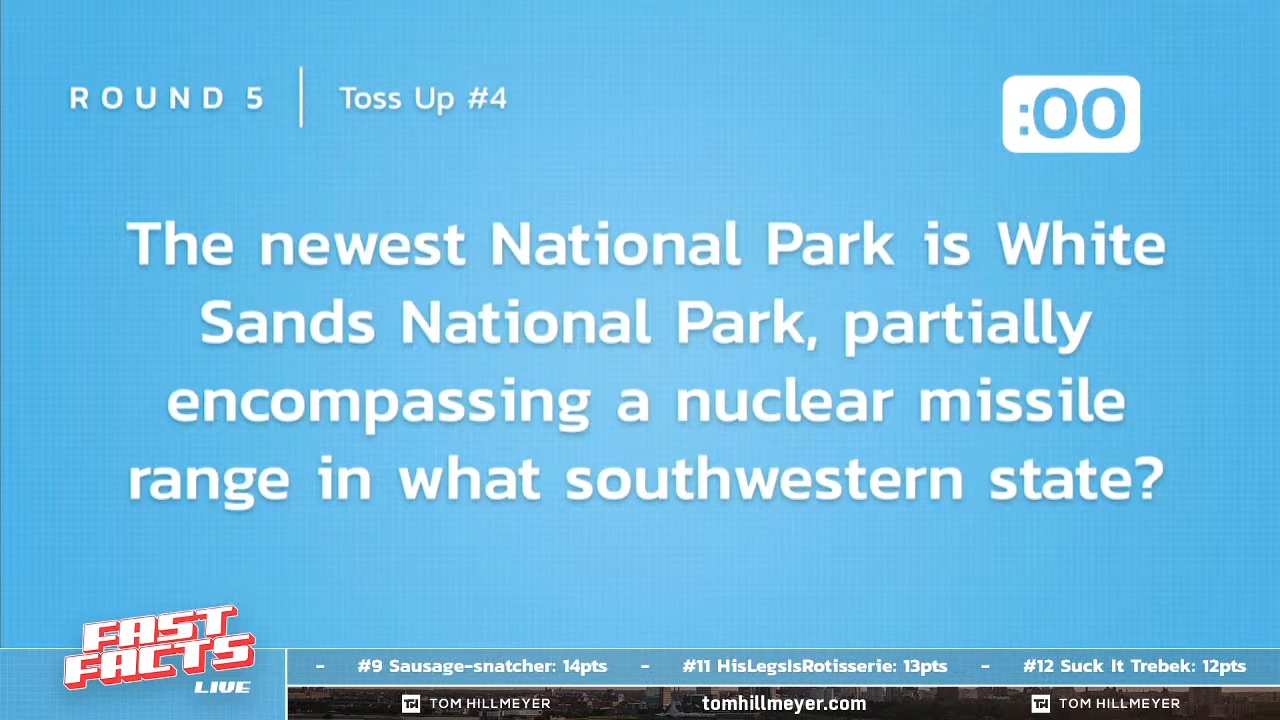 ROUND 5
Toss Up #4
:00
The newest National Park is White
Sands National Park, partially
encompassing a nuclear missile
range in what southwestern state?
FAST
FACTS
LIVE
- #9 Sausage-snatcher: 14pts - #11 HisLegsIsRotisserie: 13pts - #12 Suck It Trebek: 12pts
TH TOM HILLMEYER tomhillmeyer.com TH TOM HILLMEYER